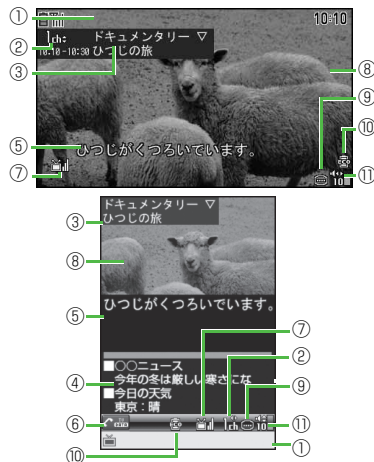 ①
10:10
②
1ch
ドキュメンタリー ▽
10:10-10:30 ひつじの旅
③
⑧
⑨
⑩
⑤
ひつじがくつろいでいます。
⑦
⑪
10
ドキュメンタリー ▽
③
ひつじの旅
⑧
ひつじがくつろいでいます。
⑤
⑦
②
■○○ニュース
④
今年の冬は厳しい寒さにな
⑨
■今日の天気
東京:晴
⑥
1ch
10
⑪
⑩
①